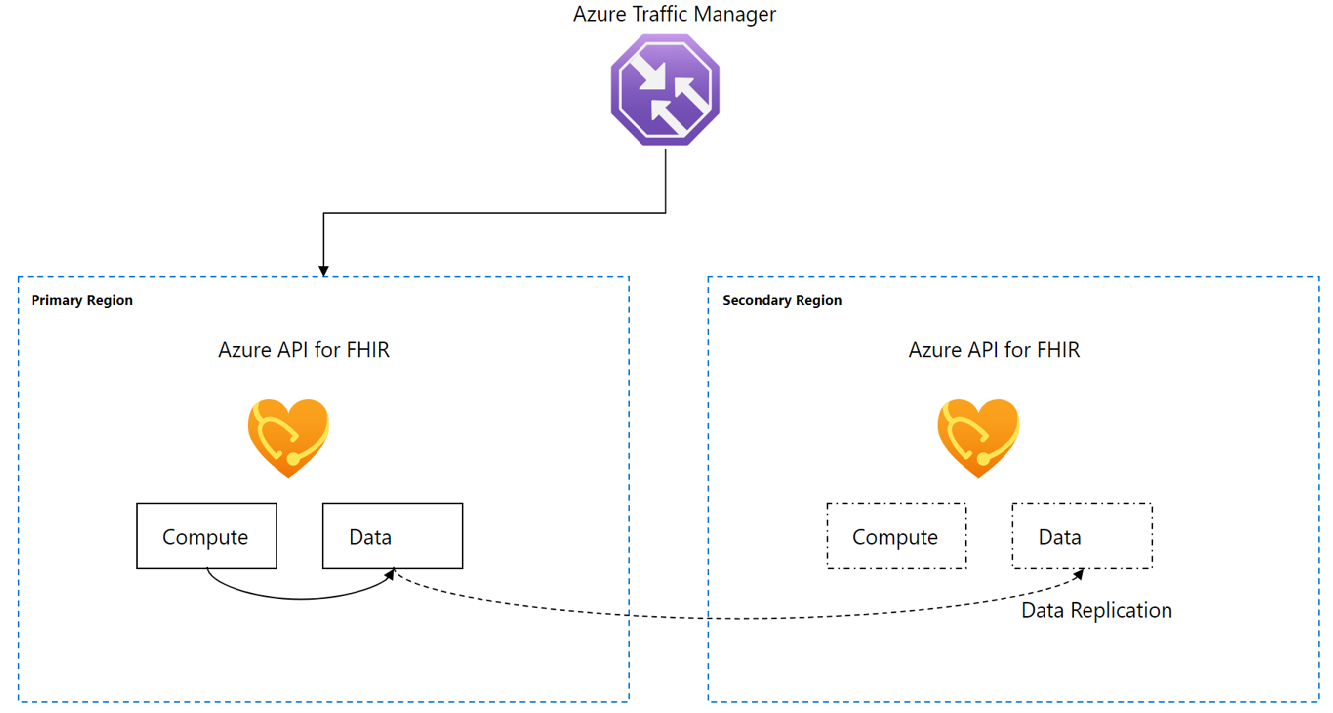 Azure Traffic Manager
Primary Region
Secondary Region
Azure API for FHIR
Azure API for FHIR
Compute
Data
Compute
Data
Data Replication